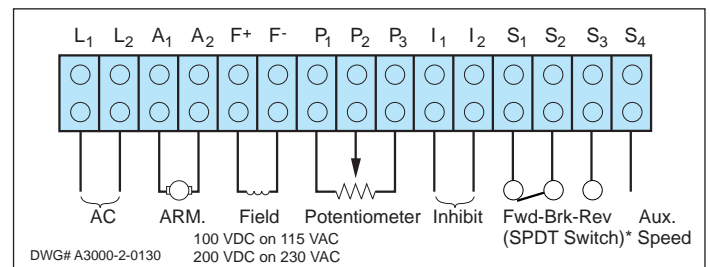 L1 L2 A1 A2 F+ F- P1 P2 P3 I1 I2 S1 S2 S3 S4
AC ARM. Field Potentiometer Inhibit Fwd-Brk-Rev Aux.
100 VDC on 115 VAC (SPDT Switch)* Speed
DWG# A3000-2-0130 200 VDC on 230 VAC